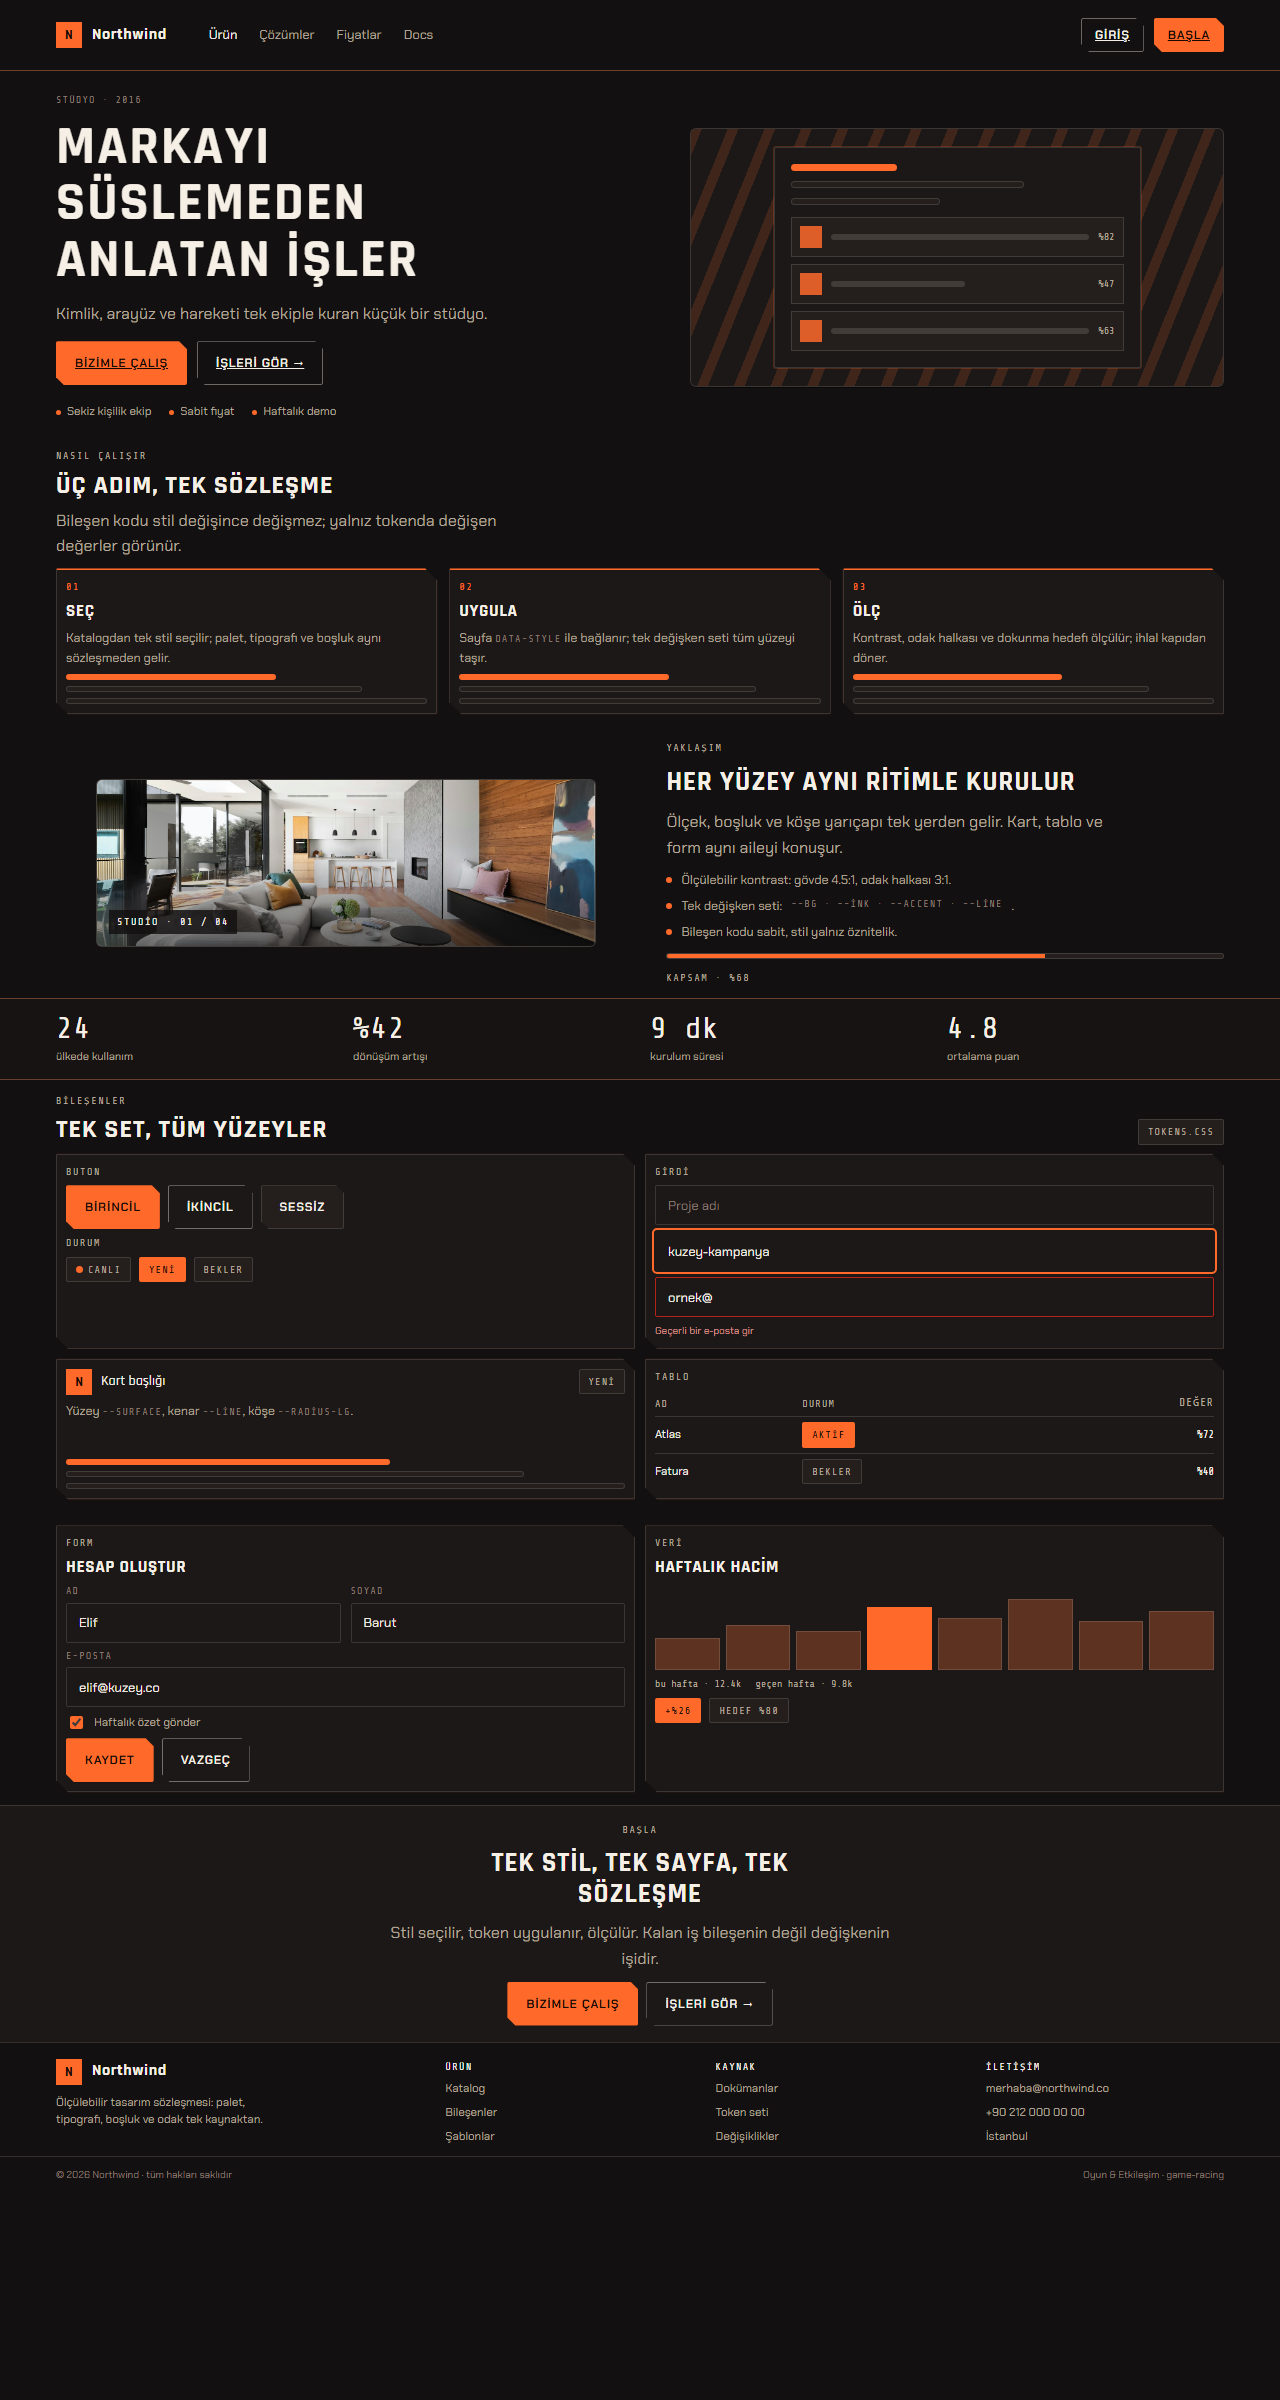 N Northwind Ürün Çözümler Fiyatlar Docs GİRİŞ BAŞLA
STÜDYO · 2016
MARKAYI
SÜSLEMEDEN
ANLATAN İŞLER
Kimlik, arayüz ve hareketi tek ekiple kuran küçük bir stüdyo.
BİZİMLE ÇALIŞ İŞLERİ GÖR →
Sekiz kişilik ekip Sabit fiyat Haftalık demo
%82
%47
%63
NASIL ÇALIŞIR
ÜÇ ADIM, TEK SÖZLEŞME
Bileşen kodu stil değişince değişmez; yalnız tokenda değişen
değerler görünür.
01
SEÇ
Katalogdan tek stil seçilir; palet, tipografi ve boşluk aynı
sözleşmeden gelir.
02
UYGULA
Sayfa DATA-STYLE ile bağlanır; tek değişken seti tüm yüzeyi
taşır.
03
ÖLÇ
Kontrast, odak halkası ve dokunma hedefi ölçülür; ihlal kapıdan
döner.
STUDİO · 01 / 04
YAKLAŞIM
HER YÜZEY AYNI RİTİMLE KURULUR
Ölçek, boşluk ve köşe yarıçapı tek yerden gelir. Kart, tablo ve
form aynı aileyi konuşur.
Ölçülebilir kontrast: gövde 4.5:1, odak halkası 3:1.
Tek değişken seti: --BG · --İNK · --ACCENT · --LİNE .
Bileşen kodu sabit, stil yalnız öznitelik.
KAPSAM · %68
24
ülkede kullanım
%42
dönüşüm artışı
9 dk
kurulum süresi
4.8
ortalama puan
BİLEŞENLER
TEK SET, TÜM YÜZEYLER
TOKENS.CSS
BUTON
BİRİNCİL İKİNCİL SESSİZ
DURUM
CANLI YENİ BEKLER
GİRDİ
Proje adı
kuzey-kampanya
ornek@
Geçerli bir e-posta gir
N Kart başlığı YENİ
Yüzey --SURFACE, kenar --LİNE, köşe --RADİUS-LG.
TABLO
AD DURUM DEĞER
Atlas AKTİF %72
Fatura BEKLER %40
FORM
HESAP OLUŞTUR
AD SOYAD
Elif Barut
E-POSTA
elif@kuzey.co
Haftalık özet gönder
KAYDET VAZGEÇ
VERİ
HAFTALIK HACİM
bu hafta · 12.4k geçen hafta · 9.8k
+%26 HEDEF %80
BAŞLA
TEK STİL, TEK SAYFA, TEK
SÖZLEŞME
Stil seçilir, token uygulanır, ölçülür. Kalan iş bileşenin değil değişkenin
işidir.
BİZİMLE ÇALIŞ İŞLERİ GÖR →
N Northwind
Ölçülebilir tasarım sözleşmesi: palet,
tipografi, boşluk ve odak tek kaynaktan.
ÜRÜN
Katalog
Bileşenler
Şablonlar
KAYNAK
Dokümanlar
Token seti
Değişiklikler
İLETİŞİM
merhaba@northwind.co
+90 212 000 00 00
İstanbul
© 2026 Northwind · tüm hakları saklıdır
Oyun & Etkileşim · game-racing